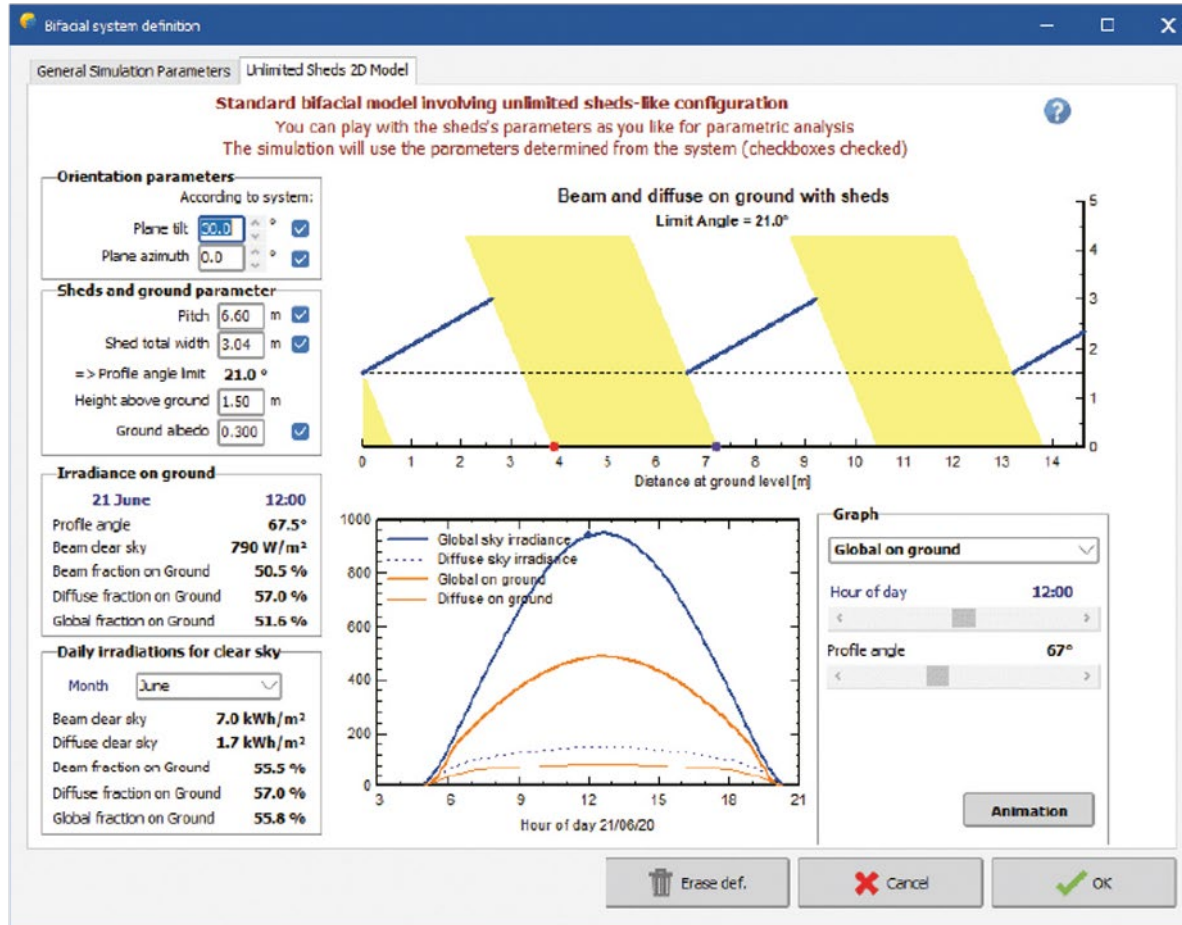 Bifacial system definition
General Simulation Parameters
Unlimited Sheds 2D Model
Standard bifacial model involving unlimited sheds-like configuration
You can play with the sheds's parameters as you like for parametric analysis
The simulation will use the parameters determined from the system (checkboxes checked)
?
Orientation parameters
According to system:
Plane tilt 30.0 °
Plane azimuth 0.0 °
Sheds and ground parameter
Pitch 6.60 m
Shed total width 3.04 m
=> Profile angle limit 21.0 °
Height above ground 1.50 m
Ground albedo 0.300
Irradiance on ground
21 June 12:00
Profile angle 67.5°
Beam clear sky 790 W/m²
Beam fraction on Ground 50.5 %
Diffuse fraction on Ground 57.0 %
Global fraction on Ground 51.6 %
Daily irradiations for clear sky
Month June
Beam clear sky 7.0 kWh/m²
Diffuse clear sky 1.7 kWh/m²
Beam fraction on Ground 55.5 %
Diffuse fraction on Ground 57.0 %
Global fraction on Ground 55.8 %
Beam and diffuse on ground with sheds
Limit Angle = 21.0°
5
4
3
2
1
0
0 1 2 3 4 5 6 7 8 9 10 11 12 13 14
Distance at ground level [m]
1000
800
600
400
200
0
Global sky irradiance
Diffuse sky irradiance
Global on ground
Diffuse on ground
3 6 9 12 15 18 21
Hour of day 21/06/20
Graph
Global on ground
Hour of day 12:00
Profile angle 67°
Animation
Erase def.
Cancel
OK